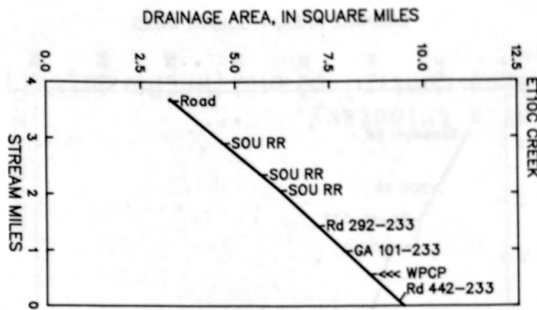 DRAINAGE AREA, IN SQUARE MILES
0.0
2.5
5.0
7.5
10.0
12.5
ETTIOC CREEK
4
3
2
1
0
STREAM MILES
Road
SOU RR
SOU RR
SOU RR
Rd 292-233
GA 101-233
<<< WPCP
Rd 442-233